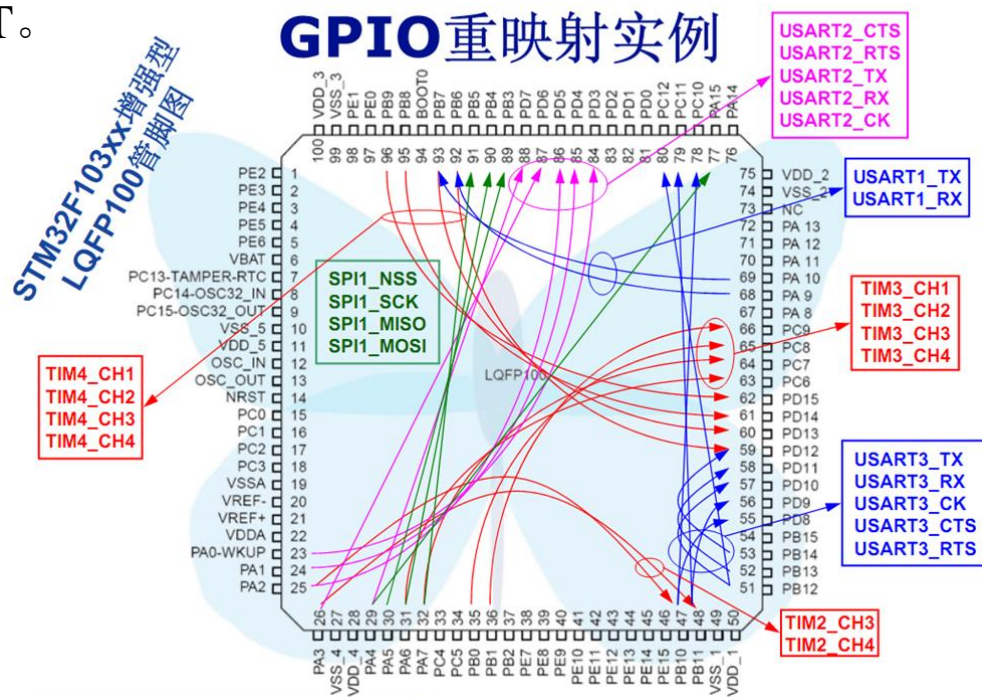 T。
GPIO重映射实例
STM32F103xx增强型
LQFP100管脚图
USART2_CTS
USART2_RTS
USART2_TX
USART2_RX
USART2_CK
USART1_TX
USART1_RX
TIM3_CH1
TIM3_CH2
TIM3_CH3
TIM3_CH4
USART3_TX
USART3_RX
USART3_CK
USART3_CTS
USART3_RTS
TIM2_CH3
TIM2_CH4
TIM4_CH1
TIM4_CH2
TIM4_CH3
TIM4_CH4
SPI1_NSS
SPI1_SCK
SPI1_MISO
SPI1_MOSI
LQFP100
VDD_3 100
VSS_3 99
PE1 98
PE0 97
PB9 96
PB8 95
BOOT0 94
PB7 93
PB6 92
PB5 91
PB4 90
PB3 89
PD7 88
PD6 87
PD5 86
PD4 85
PD3 84
PD2 83
PD1 82
PD0 81
PC12 80
PC11 79
PC10 78
PA15 77
PA14 76
PE2 1
PE3 2
PE4 3
PE5 4
PE6 5
VBAT 6
PC13-TAMPER-RTC 7
PC14-OSC32_IN 8
PC15-OSC32_OUT 9
VSS_5 10
VDD_5 11
OSC_IN 12
OSC_OUT 13
NRST 14
PC0 15
PC1 16
PC2 17
PC3 18
VSSA 19
VREF- 20
VREF+ 21
VDDA 22
PA0-WKUP 23
PA1 24
PA2 25
75 VDD_2
74 VSS_2
73 NC
72 PA 13
71 PA 12
70 PA 11
69 PA 10
68 PA 9
67 PA 8
66 PC9
65 PC8
64 PC7
63 PC6
62 PD15
61 PD14
60 PD13
59 PD12
58 PD11
57 PD10
56 PD9
55 PD8
54 PB15
53 PB14
52 PB13
51 PB12
26 PA3
27 VSS_4
28 VDD_4
29 PA4
30 PA5
31 PA6
32 PA7
33 PC4
34 PC5
35 PB0
36 PB1
37 PB2
38 PE7
39 PE8
40 PE9
41 PE10
42 PE11
43 PE12
44 PE13
45 PE14
46 PE15
47 PB10
48 PB11
49 VSS_1
50 VDD_1